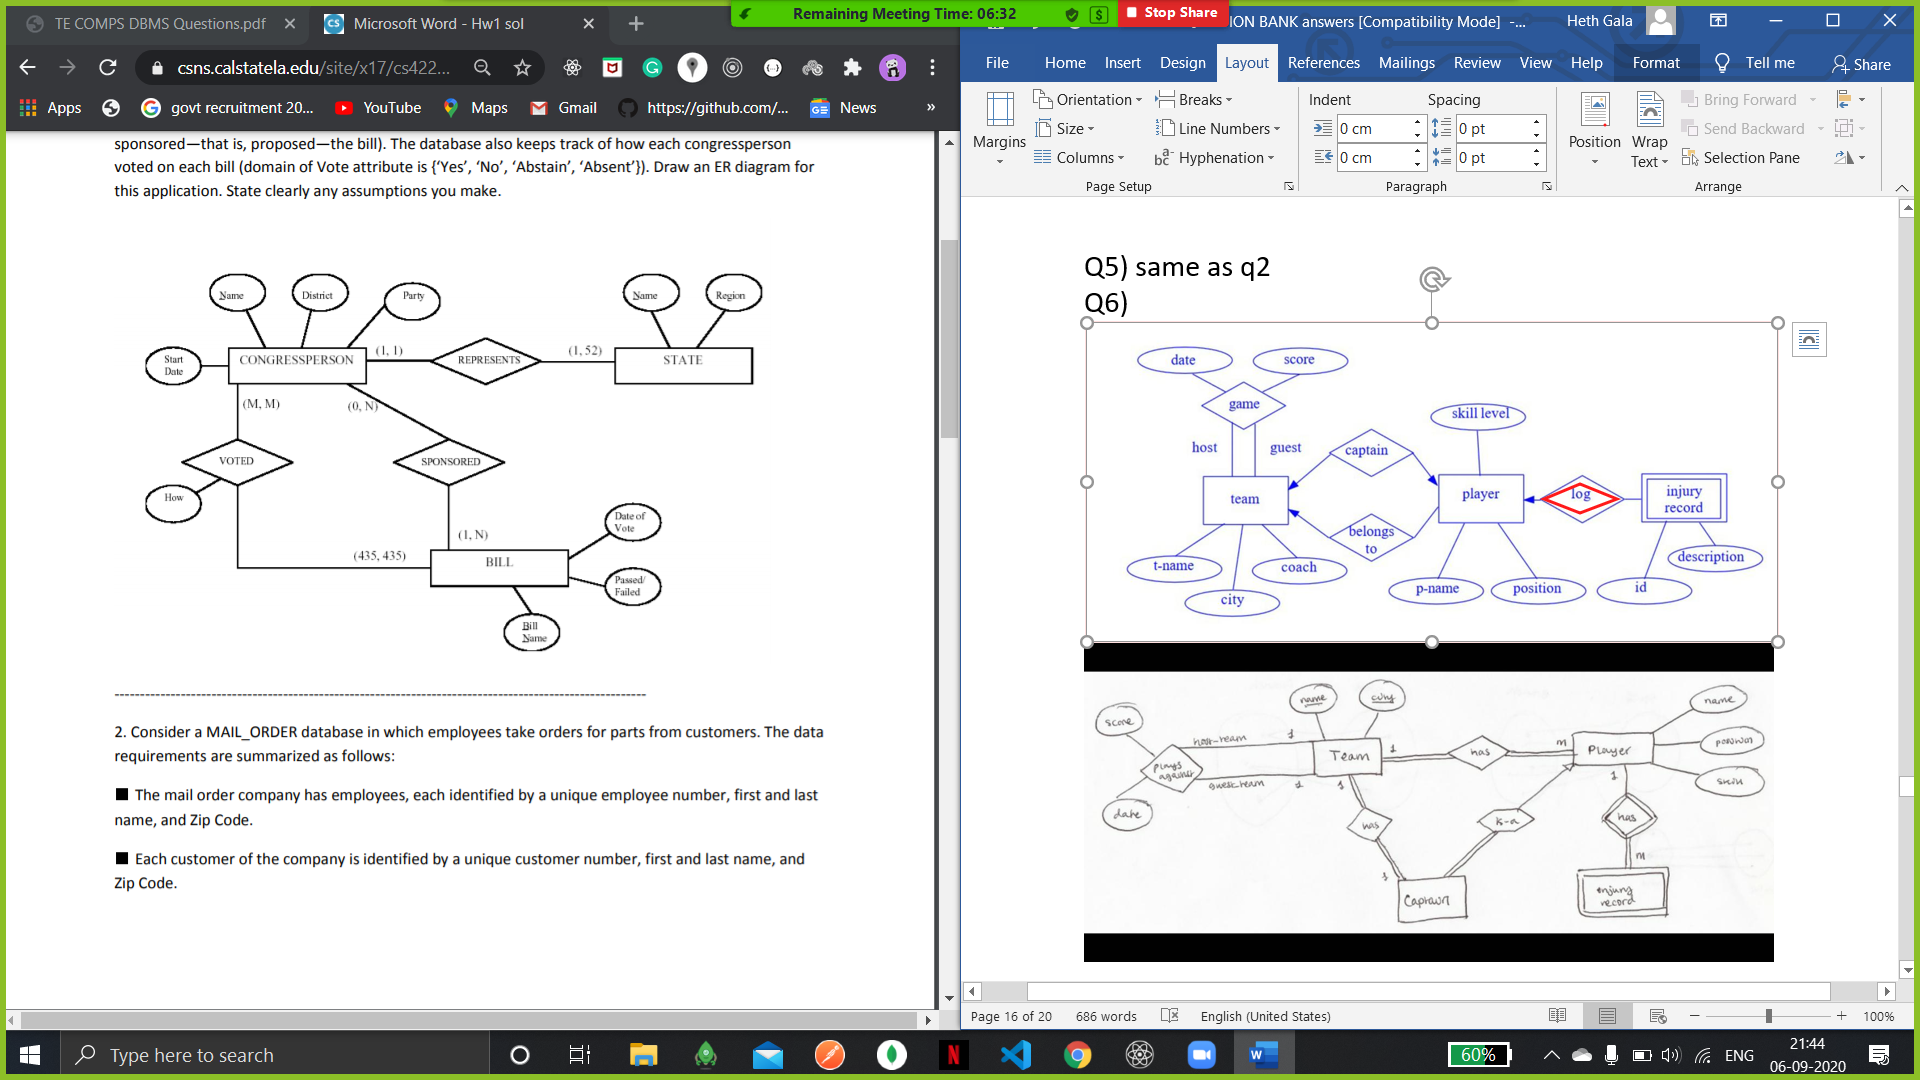 Remaining Meeting Time: 06:32
Stop Share
TE COMPS DBMS Questions.pdf
Microsoft Word - Hw1 sol
csns.calstatela.edu/site/x17/cs422...
Apps
govt recruitment 20...
YouTube
Maps
Gmail
https://github.com/...
News
»
sponsored—that is, proposed—the bill). The database also keeps track of how each congressperson
voted on each bill (domain of Vote attribute is {‘Yes’, ‘No’, ‘Abstain’, ‘Absent’}). Draw an ER diagram for
this application. State clearly any assumptions you make.
Name
District
Party
Name
Region
Start
Date
CONGRESSPERSON
(1, 1)
REPRESENTS
(1, 52)
STATE
(M, M)
(0, N)
VOTED
SPONSORED
How
(1, N)
Date of
Vote
(435, 435)
BILL
Passed/
Failed
Bill
Name
2. Consider a MAIL_ORDER database in which employees take orders for parts from customers. The data
requirements are summarized as follows:
■ The mail order company has employees, each identified by a unique employee number, first and last
name, and Zip Code.
■ Each customer of the company is identified by a unique customer number, first and last name, and
Zip Code.
ION BANK answers [Compatibility Mode] -...
Heth Gala
File
Home
Insert
Design
Layout
References
Mailings
Review
View
Help
Format
Tell me
Share
Margins
Orientation
Size
Columns
Breaks
Line Numbers
Hyphenation
Page Setup
Indent
Spacing
0 cm
0 pt
0 cm
0 pt
Paragraph
Position
Wrap
Text
Bring Forward
Send Backward
Selection Pane
Arrange
Q5) same as q2
Q6)
date
score
game
skill level
host
guest
captain
team
player
log
injury
record
belongs
to
description
t-name
coach
city
p-name
position
id
name
city
name
score
host-team
1
Team
1
has
m
Player
position
plays
against
guest team
1
1
1
skill
date
has
is-a
has
m
1
Captain
injury
record
Page 16 of 20
686 words
English (United States)
100%
Type here to search
60%
ENG
21:44
06-09-2020